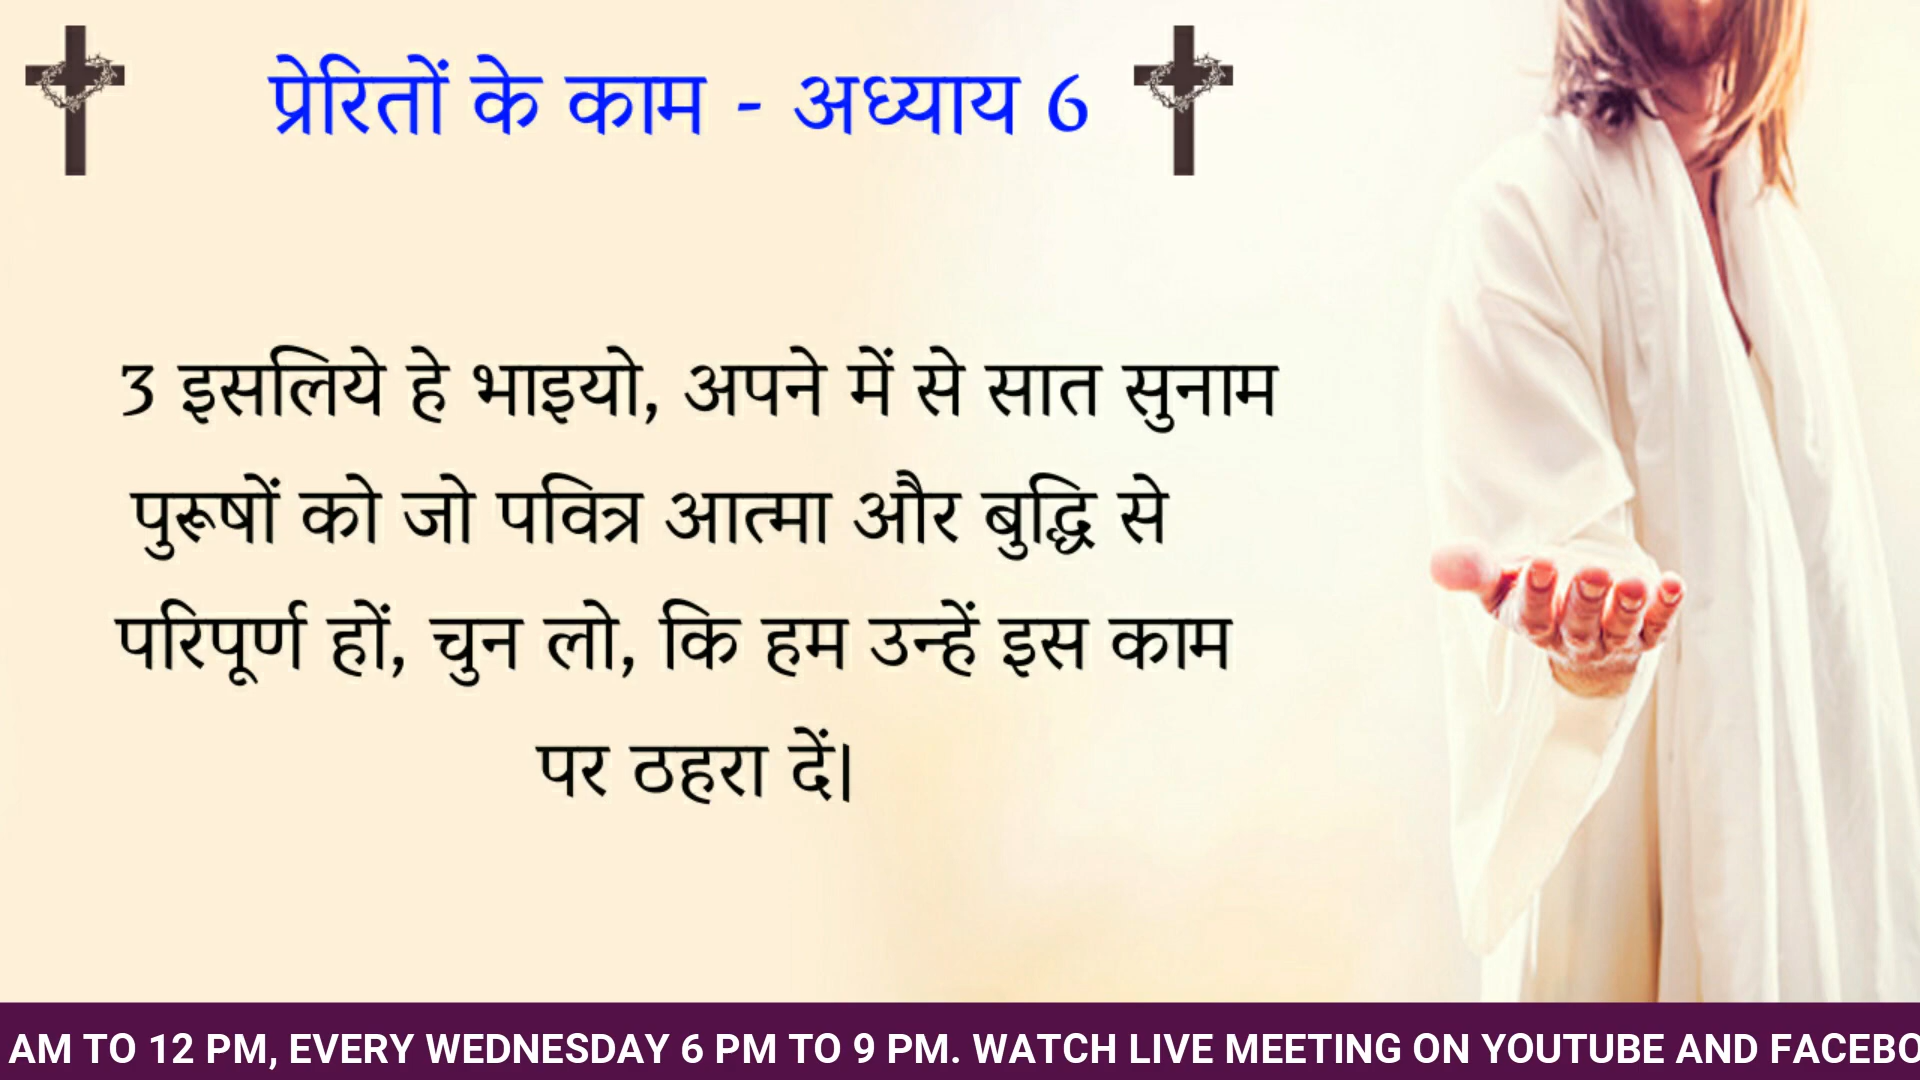 प्रेरितों के काम - अध्याय 6
3 इसलिये हे भाइयो, अपने में से सात सुनाम
पुरूषों को जो पवित्र आत्मा और बुद्धि से
परिपूर्ण हों, चुन लो, कि हम उन्हें इस काम
पर ठहरा दें।
AM TO 12 PM, EVERY WEDNESDAY 6 PM TO 9 PM. WATCH LIVE MEETING ON YOUTUBE AND FACEBO